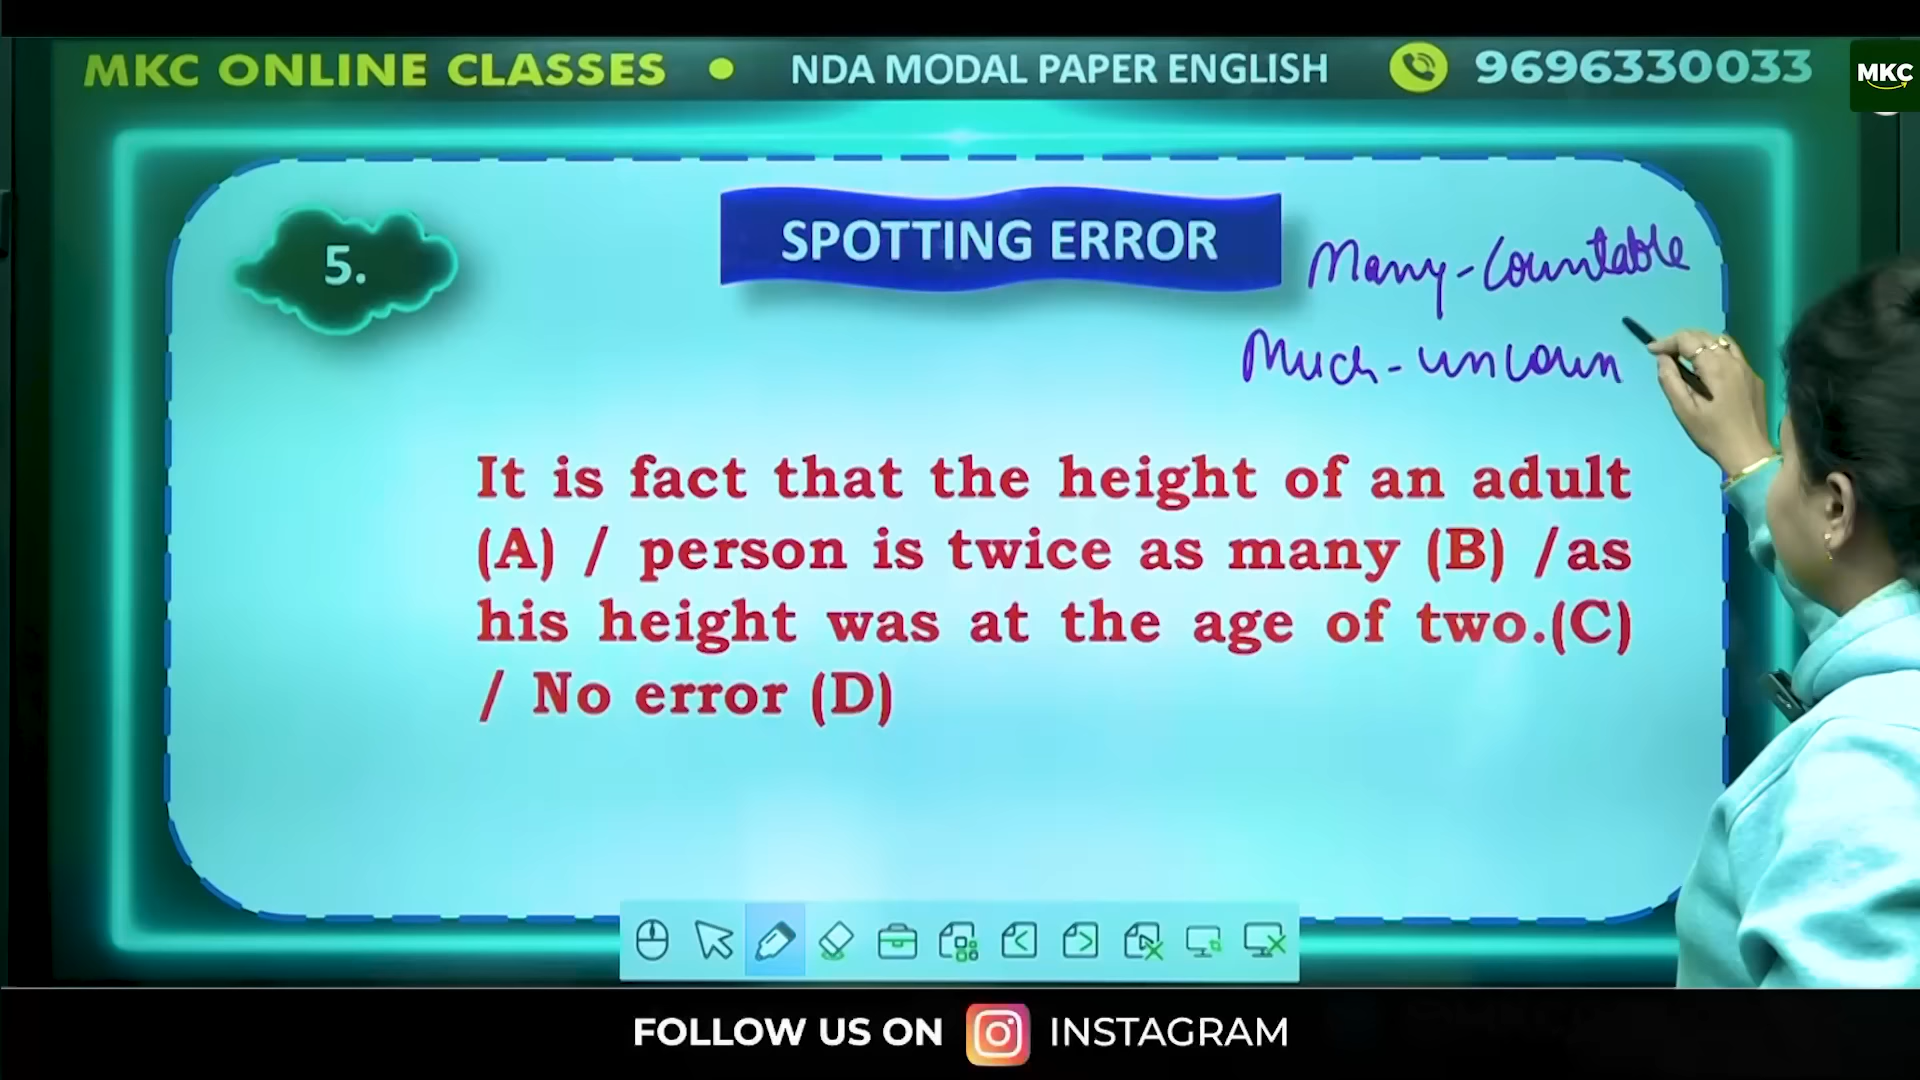 MKC ONLINE CLASSES • NDA MODAL PAPER ENGLISH 9696330033
MKC
5.
SPOTTING ERROR
Many-Countable
Much-uncoun
It is fact that the height of an adult
(A) / person is twice as many (B) /as
his height was at the age of two.(C)
/ No error (D)
FOLLOW US ON INSTAGRAM